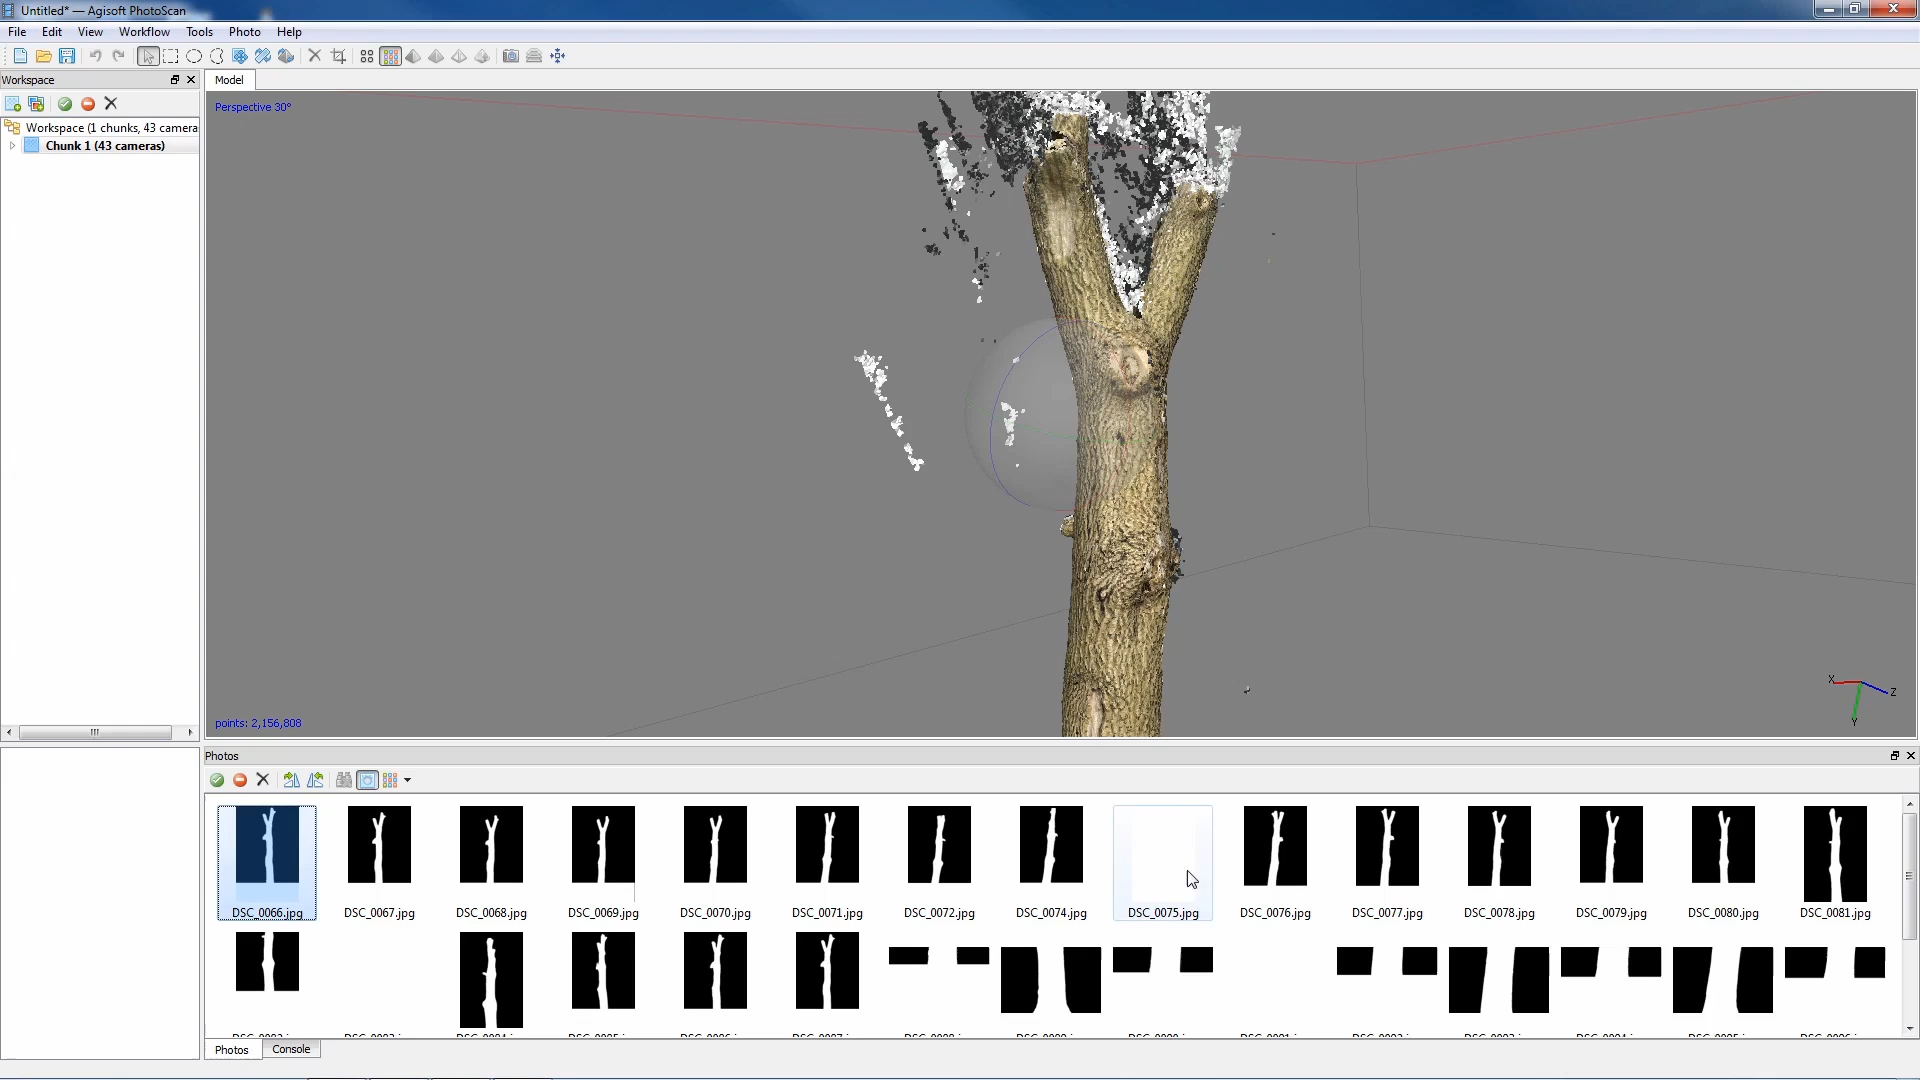 Untitled* — Agisoft PhotoScan
File Edit View Workflow Tools Photo Help
Workspace
Model
Perspective 30°
Workspace (1 chunks, 43 camera
Chunk 1 (43 cameras)
X
Z
Y
points: 2,156,808
Photos
DSC_0066.jpg DSC_0067.jpg DSC_0068.jpg DSC_0069.jpg DSC_0070.jpg DSC_0071.jpg DSC_0072.jpg DSC_0074.jpg DSC_0075.jpg DSC_0076.jpg DSC_0077.jpg DSC_0078.jpg DSC_0079.jpg DSC_0080.jpg DSC_0081.jpg
Photos Console